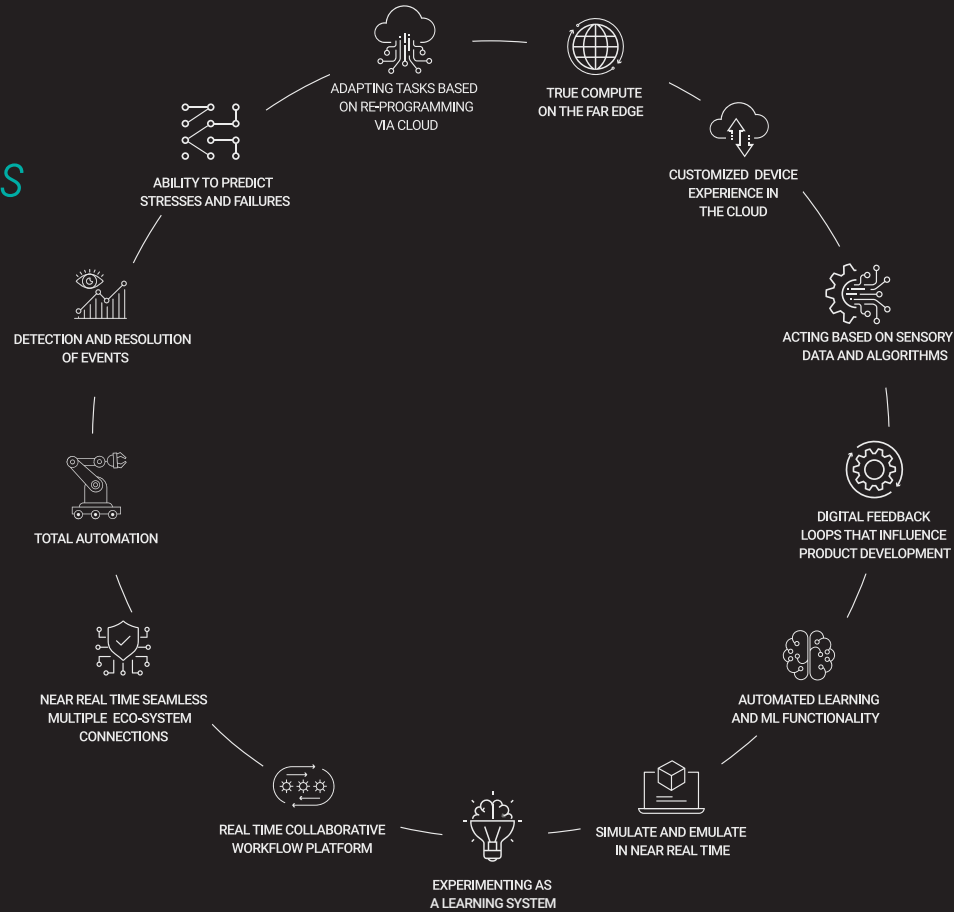 ADAPTING TASKS BASED
ON RE-PROGRAMMING
VIA CLOUD
TRUE COMPUTE
ON THE FAR EDGE
CUSTOMIZED DEVICE
EXPERIENCE IN
THE CLOUD
ACTING BASED ON SENSORY
DATA AND ALGORITHMS
DIGITAL FEEDBACK
LOOPS THAT INFLUENCE
PRODUCT DEVELOPMENT
AUTOMATED LEARNING
AND ML FUNCTIONALITY
SIMULATE AND EMULATE
IN NEAR REAL TIME
EXPERIMENTING AS
A LEARNING SYSTEM
REAL TIME COLLABORATIVE
WORKFLOW PLATFORM
NEAR REAL TIME SEAMLESS
MULTIPLE ECO-SYSTEM
CONNECTIONS
TOTAL AUTOMATION
DETECTION AND RESOLUTION
OF EVENTS
ABILITY TO PREDICT
STRESSES AND FAILURES
S